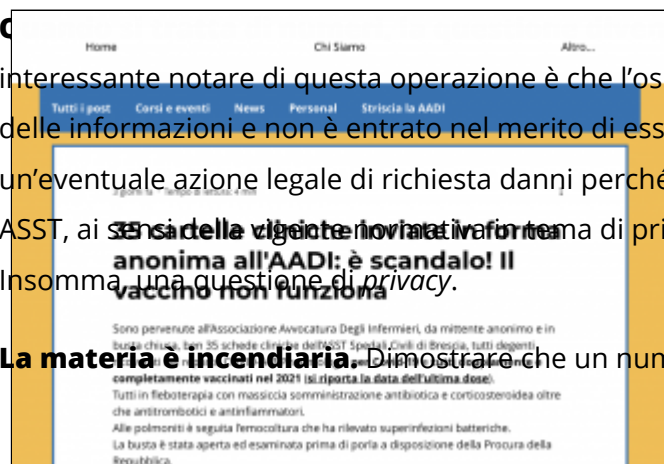 Home Chi Siamo Altro...
interessante notare di questa operazione è che l'os
Tutti i post Corsi e eventi News Personal Striscia la AADI
delle informazioni e non è entrato nel merito di ess
un'eventuale azione legale di richiesta danni perché
ASST, ai sensi della vigente normativa in tema di pri
35 cartelle cliniche inviate in forma
anonima all'AADI: è scandalo! Il
Insomma, una questione di privacy.
vaccino non funziona
Sono pervenute all'Associazione Avvocatura Degli Infermieri, da mittente anonimo e in
busta chiusa, ben 35 schede cliniche dell'ASST Spedali Civili di Brescia, tutti degenti
La materia è incendiaria. Dimostrare che un num
completamente vaccinati nel 2021 (si riporta la data dell'ultima dose).
Tutti in fleboterapia con massiccia somministrazione antibiotica e corticosteroidea oltre
che antitrombotici e antinfiammatori.
Alle polmoniti è seguita l'emocoltura che ha rilevato superinfezioni batteriche.
La busta è stata aperta ed esaminata prima di porla a disposizione della Procura della
Repubblica.